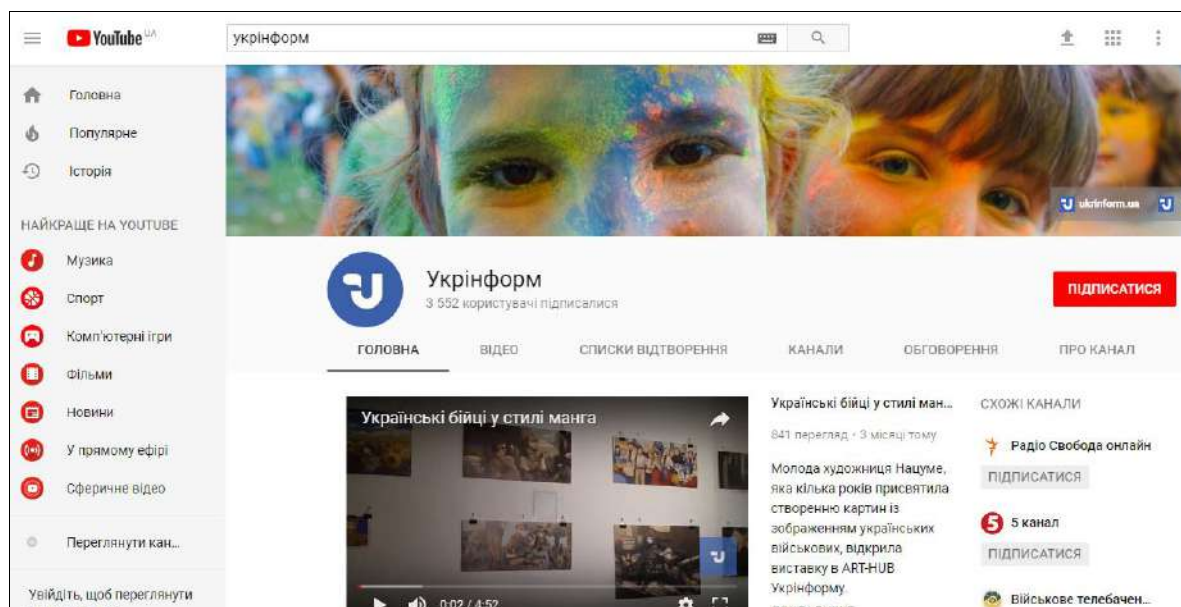 YouTube UA
укрінформ
Головна
Популярне
Історія
НАЙКРАЩЕ НА YOUTUBE
Музика
Спорт
Комп'ютерні ігри
Фільми
Новини
У прямому ефірі
Сферичне відео
Переглянути кан...
Увійдіть, щоб переглянути
ukrinform.ua
Укрінформ
3 552 користувачі підписалися
ПІДПИСАТИСЯ
ГОЛОВНА
ВІДЕО
СПИСКИ ВІДТВОРЕННЯ
КАНАЛИ
ОБГОВОРЕННЯ
ПРО КАНАЛ
Українські бійці у стилі манга
0:02 / 4:52
Українські бійці у стилі ман...
841 перегляд • 3 місяці тому
Молода художниця Нацуме,
яка кілька років присвятила
створенню картин із
зображенням українських
військових, відкрила
виставку в ART-HUB
Укрінформу.
СХОЖІ КАНАЛИ
Радіо Свобода онлайн
ПІДПИСАТИСЯ
5 канал
ПІДПИСАТИСЯ
Військове телебачен...